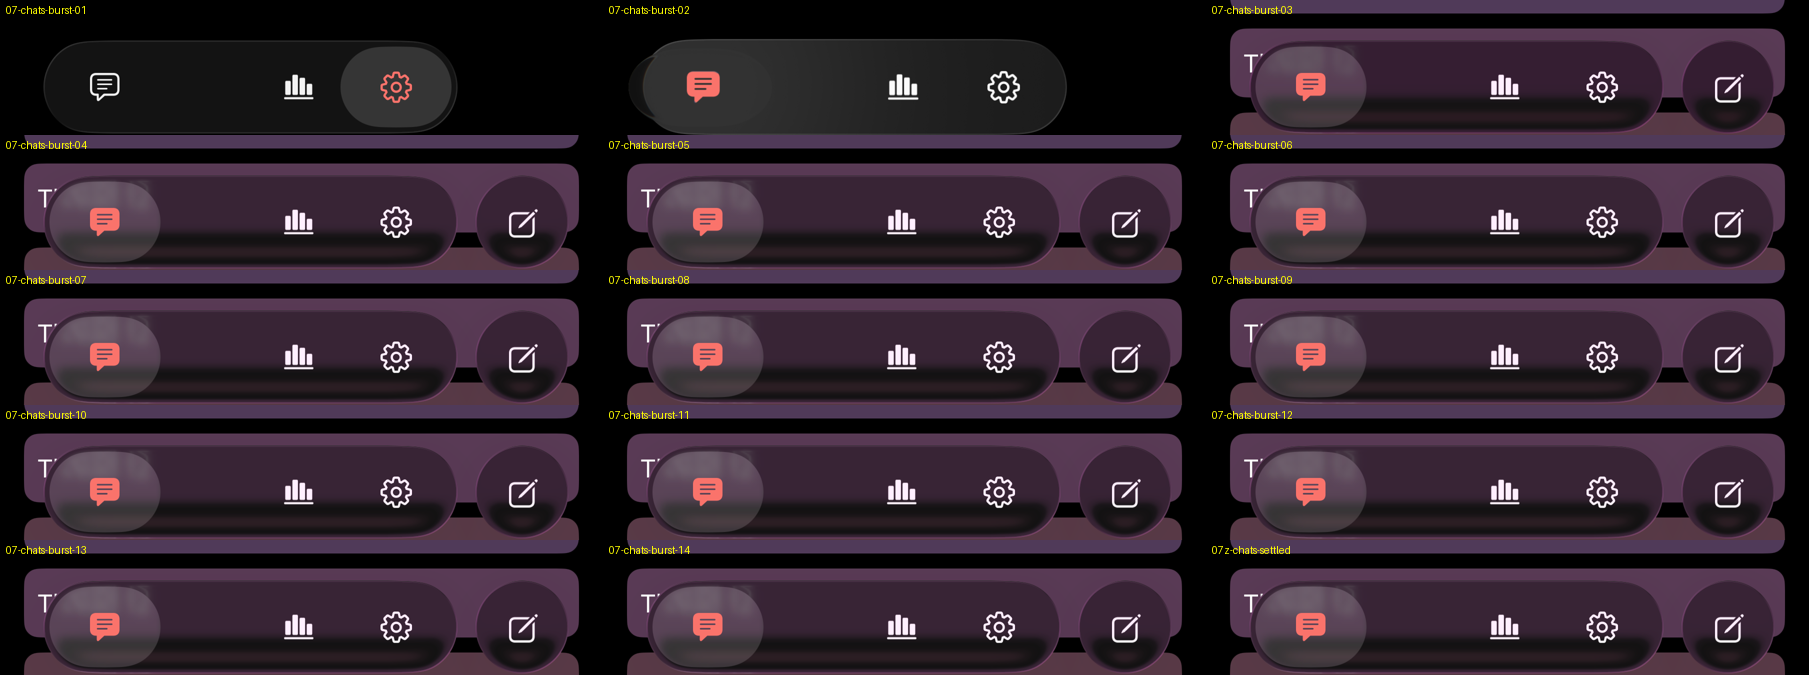 07-chats-burst-01
07-chats-burst-02
07-chats-burst-03
07-chats-burst-04
07-chats-burst-05
07-chats-burst-06
07-chats-burst-07
07-chats-burst-08
07-chats-burst-09
07-chats-burst-10
07-chats-burst-11
07-chats-burst-12
07-chats-burst-13
07-chats-burst-14
07z-chats-settled